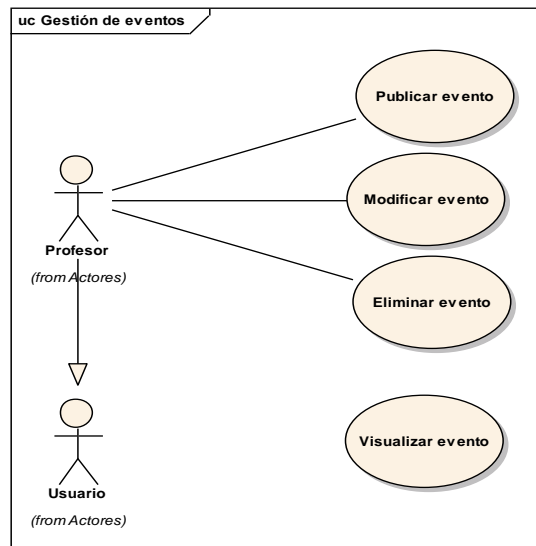 uc Gestión de eventos
Publicar evento
Modificar evento
Profesor
(from Actores)
Eliminar evento
Visualizar evento
Usuario
(from Actores)